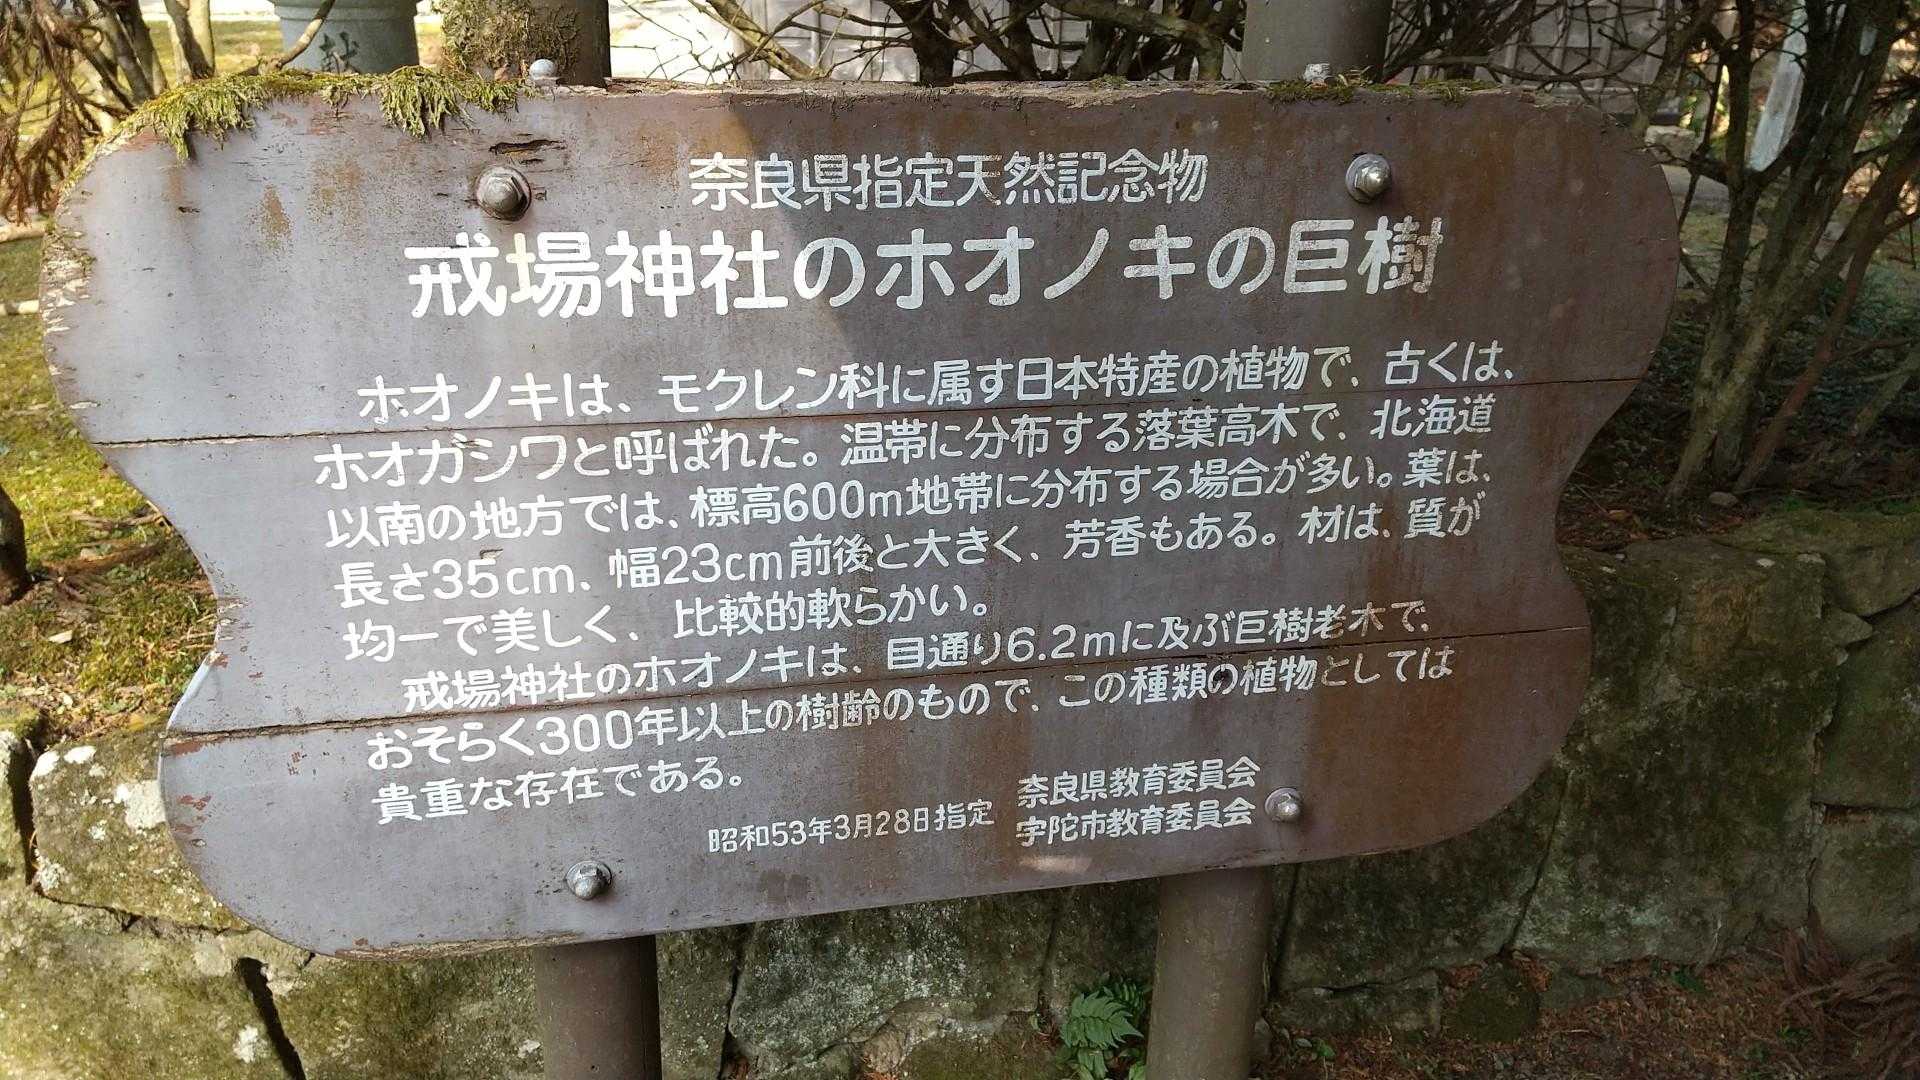 奈良県指定天然記念物
戒場神社のホオノキの巨樹
ホオノキは、モクレン科に属す日本特産の植物で、古くは、
ホオガシワと呼ばれた。温帯に分布する落葉高木で、北海道
以南の地方では、標高600m地帯に分布する場合が多い。葉は、
長さ35cm、幅23cm前後と大きく、芳香もある。材は、質が
均一で美しく、比較的軟らかい。
戒場神社のホオノキは、目通り6.2mに及ぶ巨樹老木で、
おそらく300年以上の樹齢のもので、この種類の植物としては
貴重な存在である。
昭和53年3月28日指定 奈良県教育委員会
宇陀市教育委員会